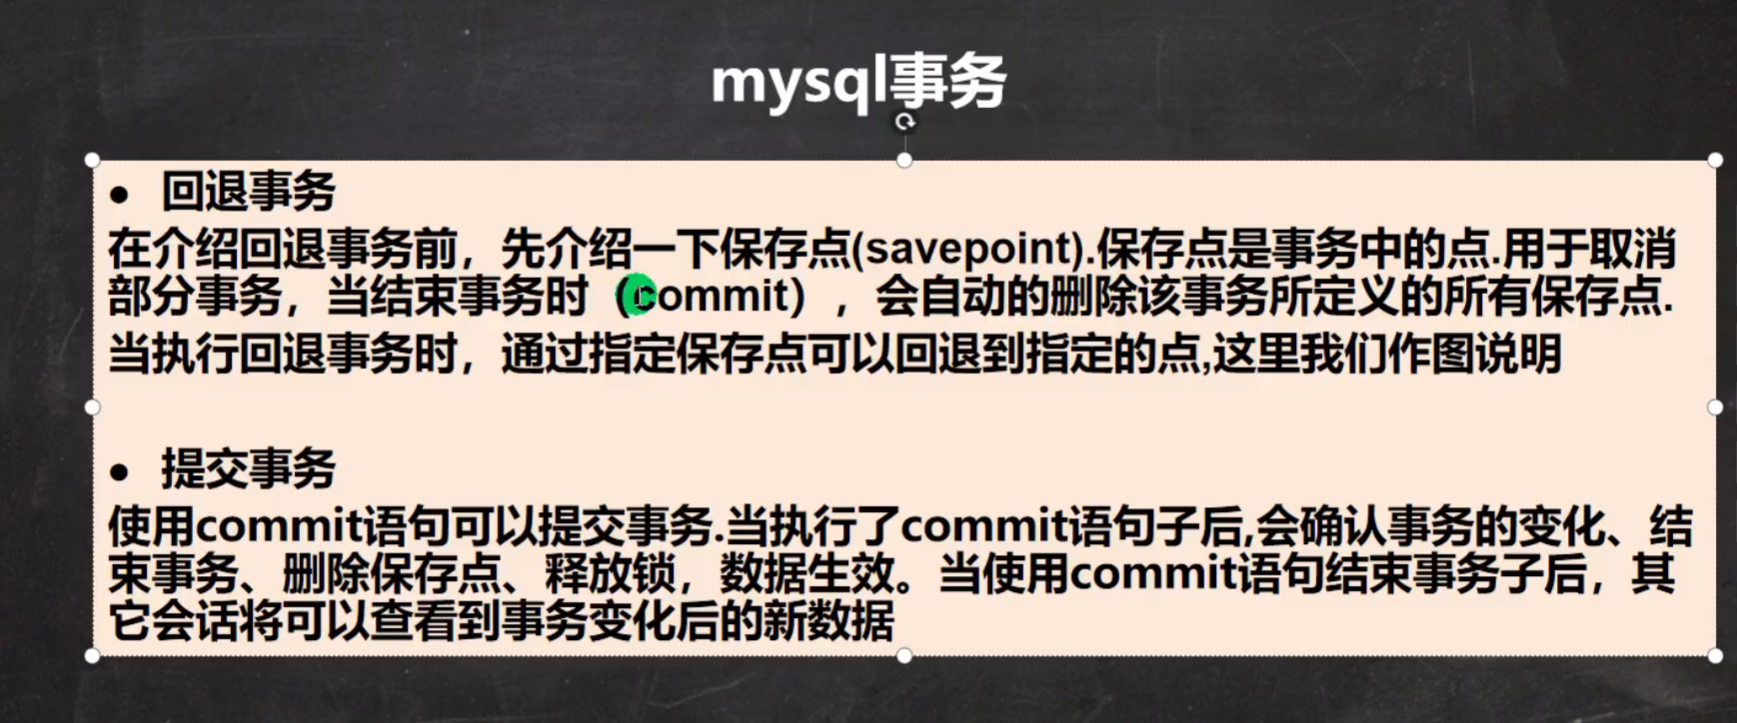 mysql事务
● 回退事务
在介绍回退事务前，先介绍一下保存点(savepoint).保存点是事务中的点.用于取消
部分事务，当结束事务时（commit），会自动的删除该事务所定义的所有保存点.
当执行回退事务时，通过指定保存点可以回退到指定的点,这里我们作图说明
● 提交事务
使用commit语句可以提交事务.当执行了commit语句子后,会确认事务的变化、结
束事务、删除保存点、释放锁，数据生效。当使用commit语句结束事务子后，其
它会话将可以查看到事务变化后的新数据